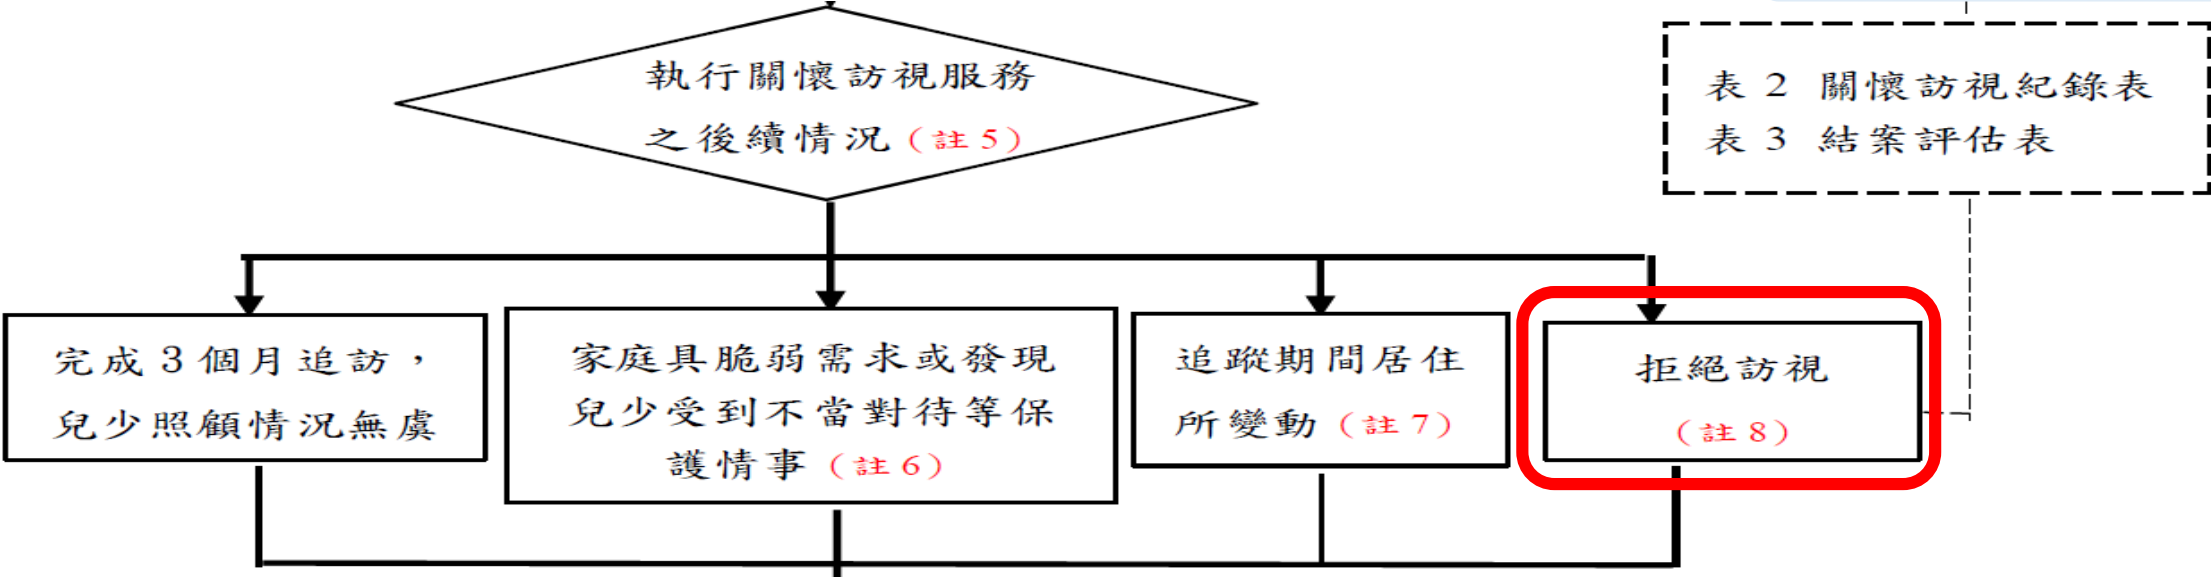 執行關懷訪視服務
之後續情況（註 5）
表 2 關懷訪視紀錄表
表 3 結案評估表
完成 3 個月追訪，
兒少照顧情況無虞
家庭具脆弱需求或發現
兒少受到不當對待等保
護情事（註 6）
追蹤期間居住
所變動（註 7）
拒絕訪視
（註 8）